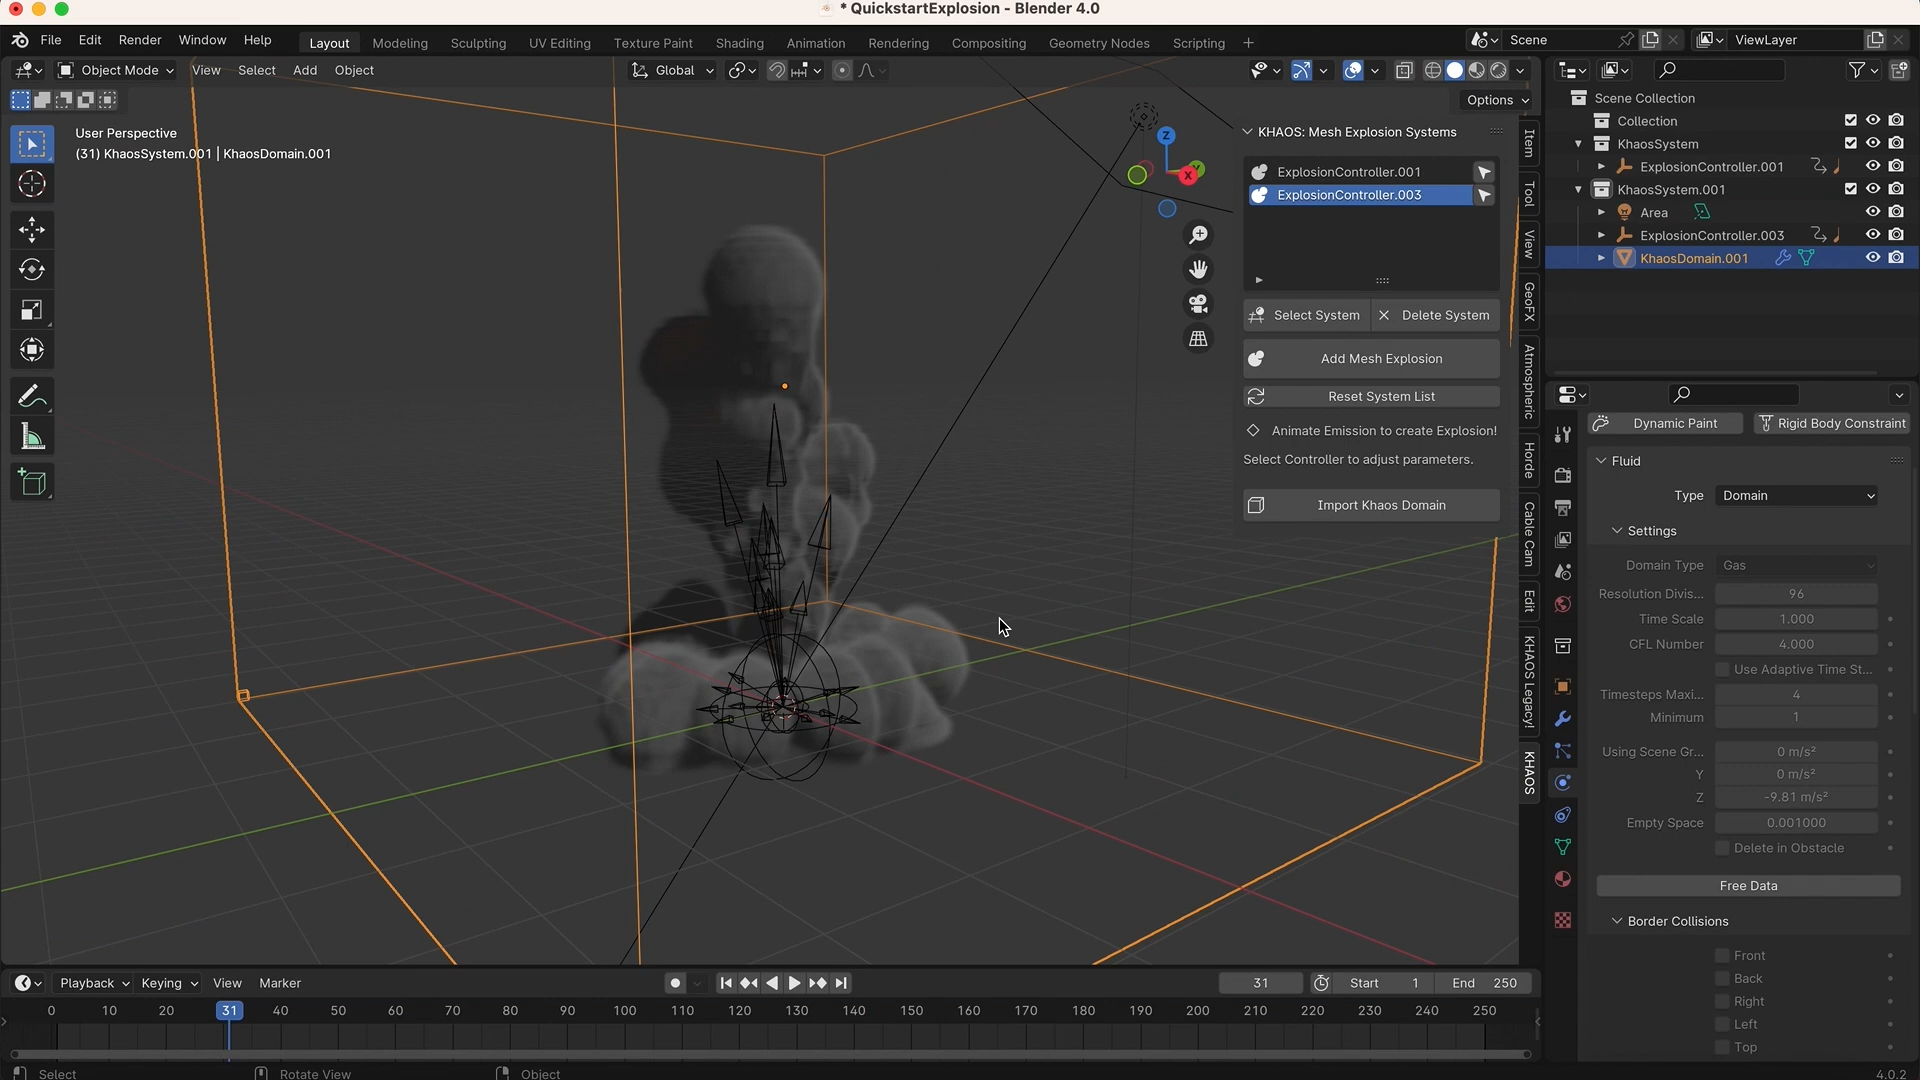 * QuickstartExplosion - Blender 4.0
File Edit Render Window Help
Layout Modeling Sculpting UV Editing Texture Paint Shading Animation Rendering Compositing Geometry Nodes Scripting +
Scene
ViewLayer
Object Mode View Select Add Object
Global
Options
User Perspective
(31) KhaosSystem.001 | KhaosDomain.001
Z
Y
X
KHAOS: Mesh Explosion Systems
ExplosionController.001
ExplosionController.003
Select System
Delete System
Add Mesh Explosion
Reset System List
Animate Emission to create Explosion!
Select Controller to adjust parameters.
Import Khaos Domain
Item
Tool
View
GeoFX
Atmospheric
Horde
Cable Cam
Edit
KHAOS Legacy!
KHAOS
Scene Collection
Collection
KhaosSystem
ExplosionController.001
KhaosSystem.001
Area
ExplosionController.003
KhaosDomain.001
Dynamic Paint
Rigid Body Constraint
Fluid
Type Domain
Settings
Domain Type Gas
Resolution Divis... 96
Time Scale 1.000
CFL Number 4.000
Use Adaptive Time St...
Timesteps Maxi... 4
Minimum 1
Using Scene Gr... 0 m/s²
Y 0 m/s²
Z -9.81 m/s²
Empty Space 0.001000
Delete in Obstacle
Free Data
Border Collisions
Front
Back
Right
Left
Top
Playback Keying View Marker
31
Start 1
End 250
0 10 20 31 40 50 60 70 80 90 100 110 120 130 140 150 160 170 180 190 200 210 220 230 240 250
Select
Rotate View
Object
4.0.2